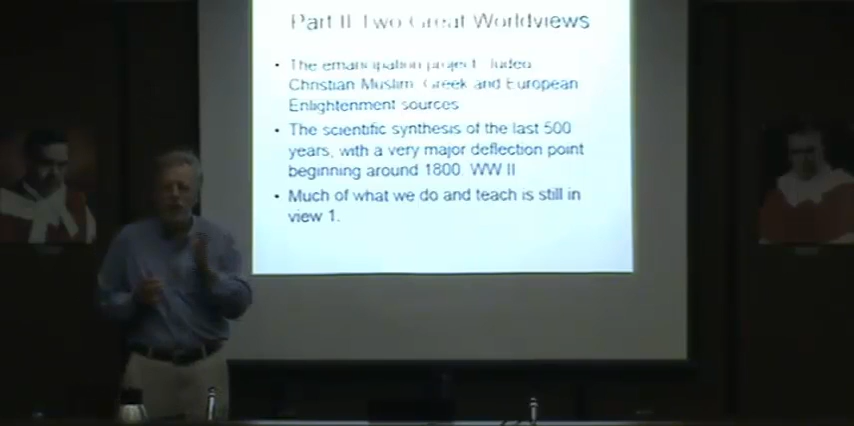 Part II Two Great Worldviews
• The emancipation project Judeo
Christian Muslim Greek and European
Enlightenment sources
• The scientific synthesis of the last 500
years, with a very major deflection point
beginning around 1800. WW II
• Much of what we do and teach is still in
view 1.